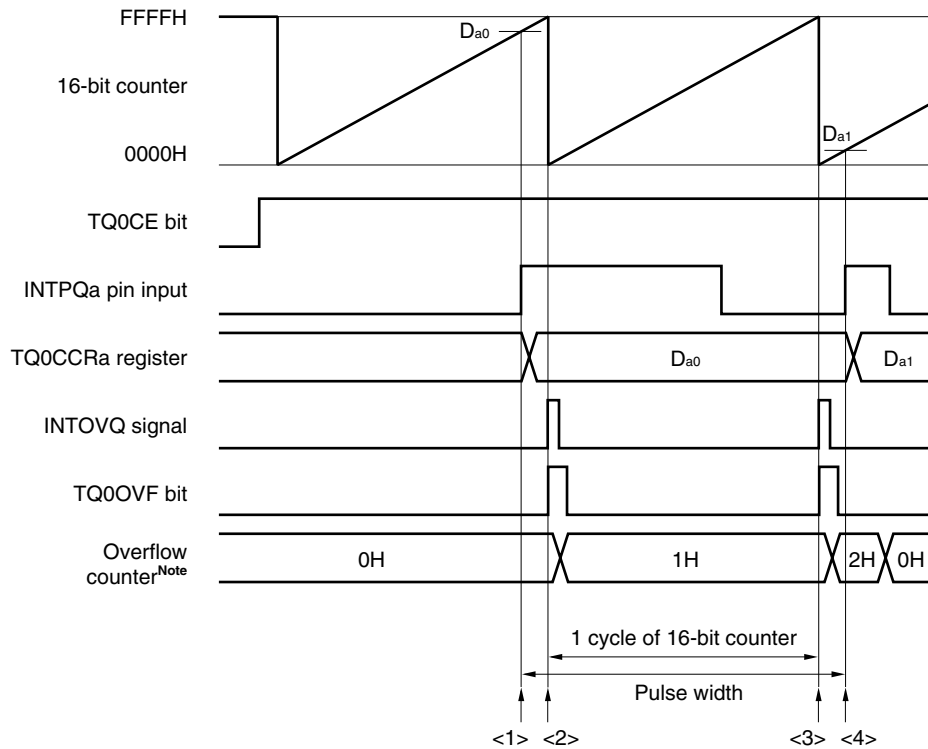 FFFFH
Da0
16-bit counter
0000H
Da1
TQ0CE bit
INTPQa pin input
TQ0CCRa register
Da0
Da1
INTOVQ signal
TQ0OVF bit
Overflow
counterNote
0H
1H
2H
0H
1 cycle of 16-bit counter
Pulse width
<1> <2> <3> <4>